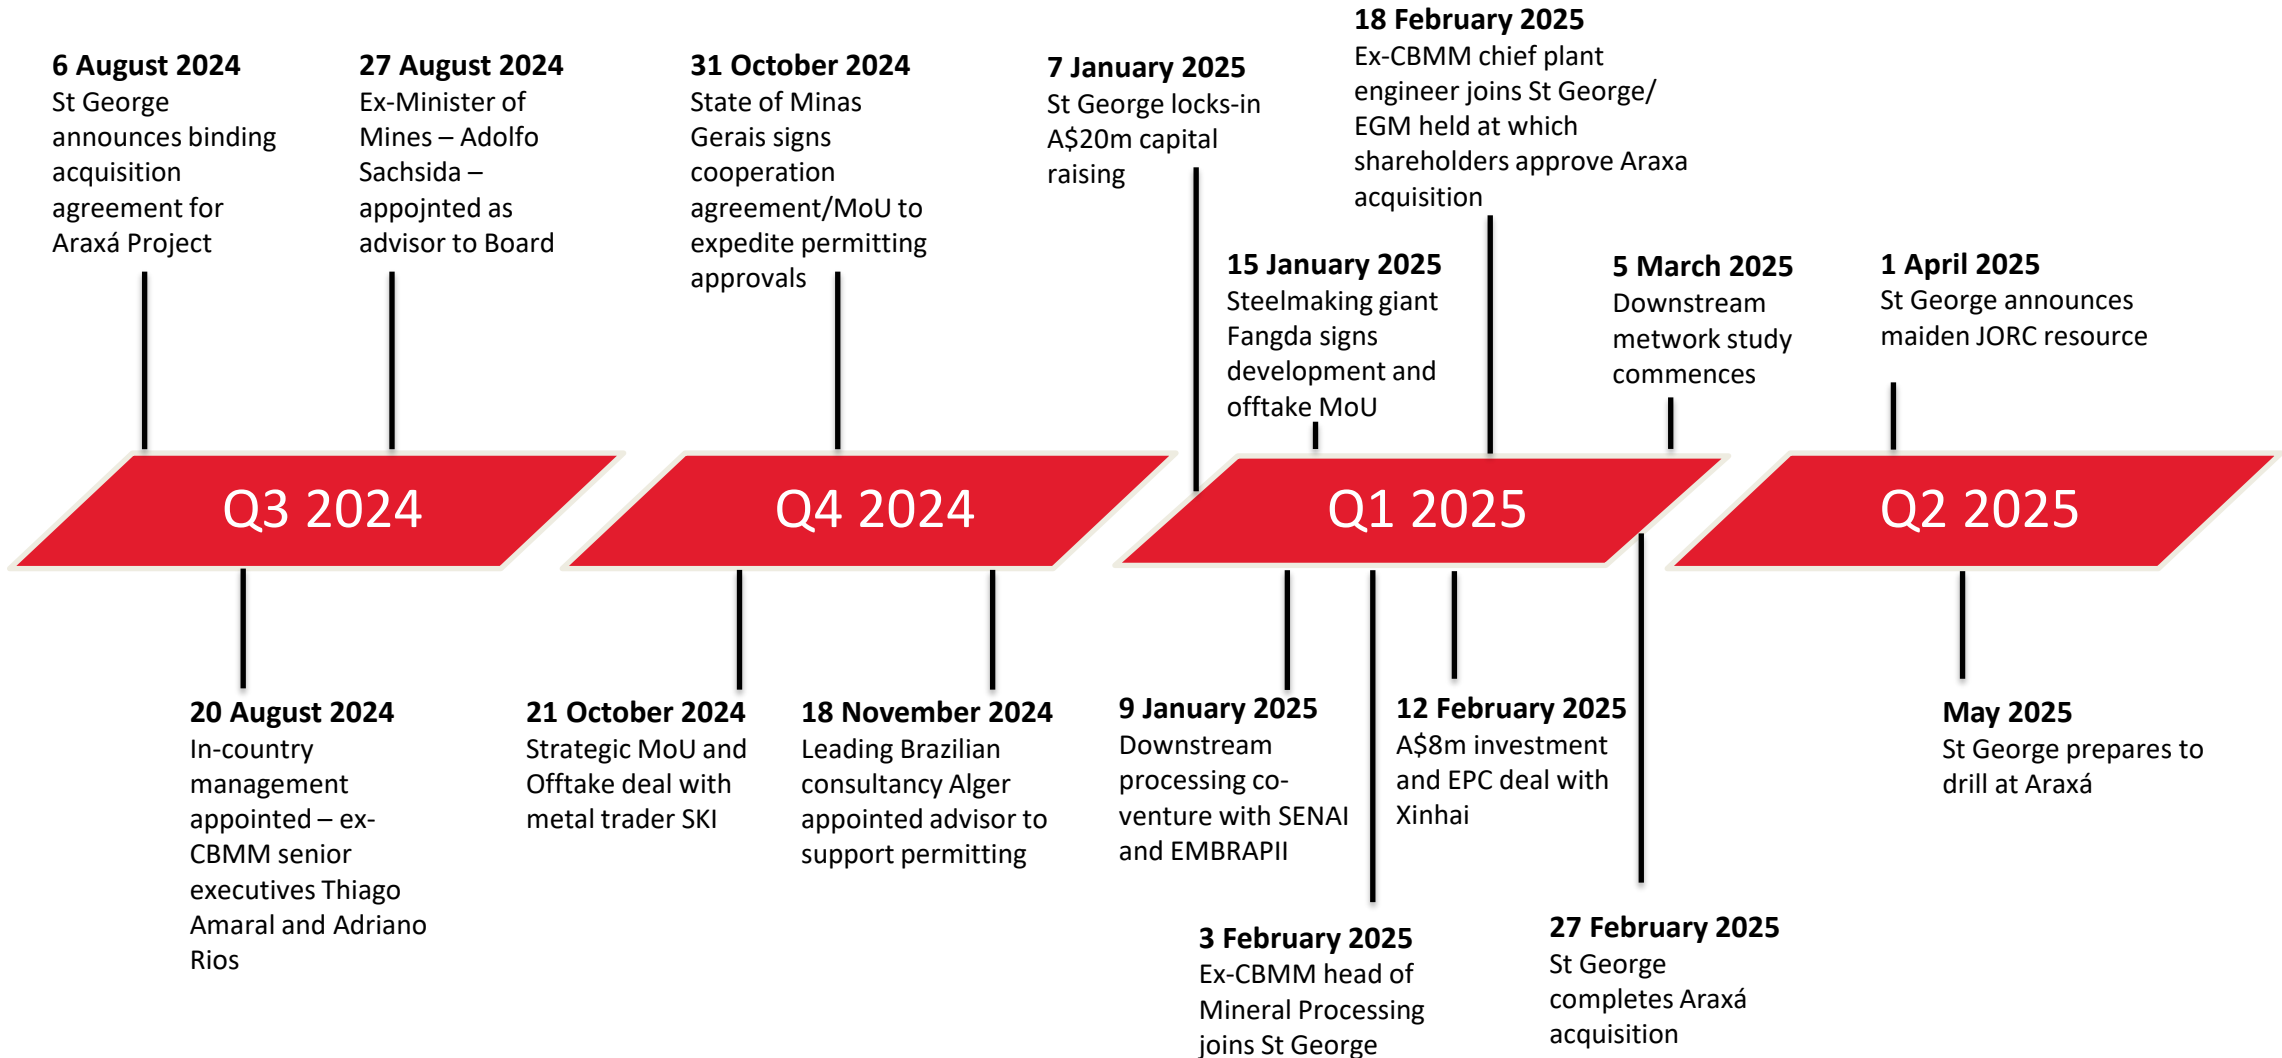 6 August 2024
St George
announces binding
acquisition
agreement for
Araxá Project
27 August 2024
Ex-Minister of
Mines – Adolfo
Sachsida –
appojnted as
advisor to Board
31 October 2024
State of Minas
Gerais signs
cooperation
agreement/MoU to
expedite permitting
approvals
7 January 2025
St George locks-in
A$20m capital
raising
18 February 2025
Ex-CBMM chief plant
engineer joins St George/
EGM held at which
shareholders approve Araxa
acquisition
15 January 2025
Steelmaking giant
Fangda signs
development and
offtake MoU
5 March 2025
Downstream
metwork study
commences
1 April 2025
St George announces
maiden JORC resource
Q3 2024
Q4 2024
Q1 2025
Q2 2025
20 August 2024
In-country
management
appointed – ex-
CBMM senior
executives Thiago
Amaral and Adriano
Rios
21 October 2024
Strategic MoU and
Offtake deal with
metal trader SKI
18 November 2024
Leading Brazilian
consultancy Alger
appointed advisor to
support permitting
9 January 2025
Downstream
processing co-
venture with SENAI
and EMBRAPII
3 February 2025
Ex-CBMM head of
Mineral Processing
joins St George
12 February 2025
A$8m investment
and EPC deal with
Xinhai
27 February 2025
St George
completes Araxá
acquisition
May 2025
St George prepares to
drill at Araxá